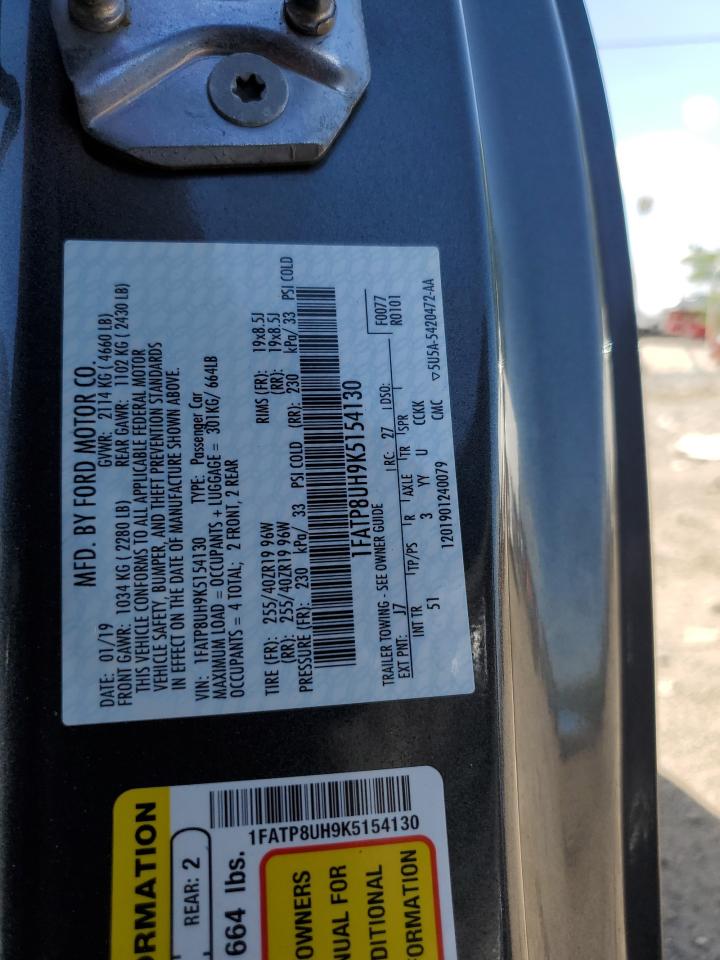 MFD. BY FORD MOTOR CO.
DATE: 01/19 GVWR: 2114 KG ( 4660 LB)
FRONT GAWR: 1034 KG ( 2280 LB) REAR GAWR: 1102 KG ( 2430 LB)
THIS VEHICLE CONFORMS TO ALL APPLICABLE FEDERAL MOTOR
VEHICLE SAFETY, BUMPER, AND THEFT PREVENTION STANDARDS
IN EFFECT ON THE DATE OF MANUFACTURE SHOWN ABOVE.
VIN: 1FATP8UH9K5154130 TYPE: Passenger Car
MAXIMUM LOAD = OCCUPANTS + LUGGAGE = 301KG/ 664LB
OCCUPANTS = 4 TOTAL; 2 FRONT, 2 REAR
TIRE (FR): 255/40ZR19 96W RIMS (FR): 19x8.5J
(RR): 255/40ZR19 96W (RR): 19x8.5J
PRESSURE (FR): 230 kPa/ 33 PSI COLD (RR): 230 kPa/ 33 PSI COLD
1FATP8UH9K5154130
TRAILER TOWING - SEE OWNER GUIDE F0077
R0101
EXT PNT: J7 RC: 27 DSO:
INT TR TP/PS R AXLE TR SPR
51 3 YY U CCKK
CMC
1201901240079 ▽5U5A-5420472-AA
ORMATION
REAR: 2
664 lbs.
1FATP8UH9K5154130
OWNERS
NUAL FOR
DITIONAL
FORMATION